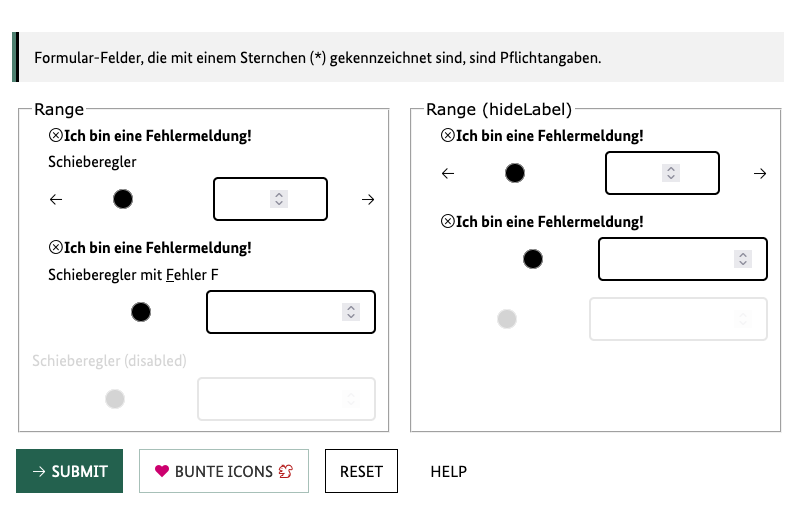 Formular-Felder, die mit einem Sternchen (*) gekennzeichnet sind, sind Pflichtangaben.
Range
Ich bin eine Fehlermeldung!
Schieberegler
Ich bin eine Fehlermeldung!
Schieberegler mit Fehler F
Schieberegler (disabled)
Range (hideLabel)
Ich bin eine Fehlermeldung!
Ich bin eine Fehlermeldung!
→ SUBMIT
BUNTE ICONS
RESET
HELP